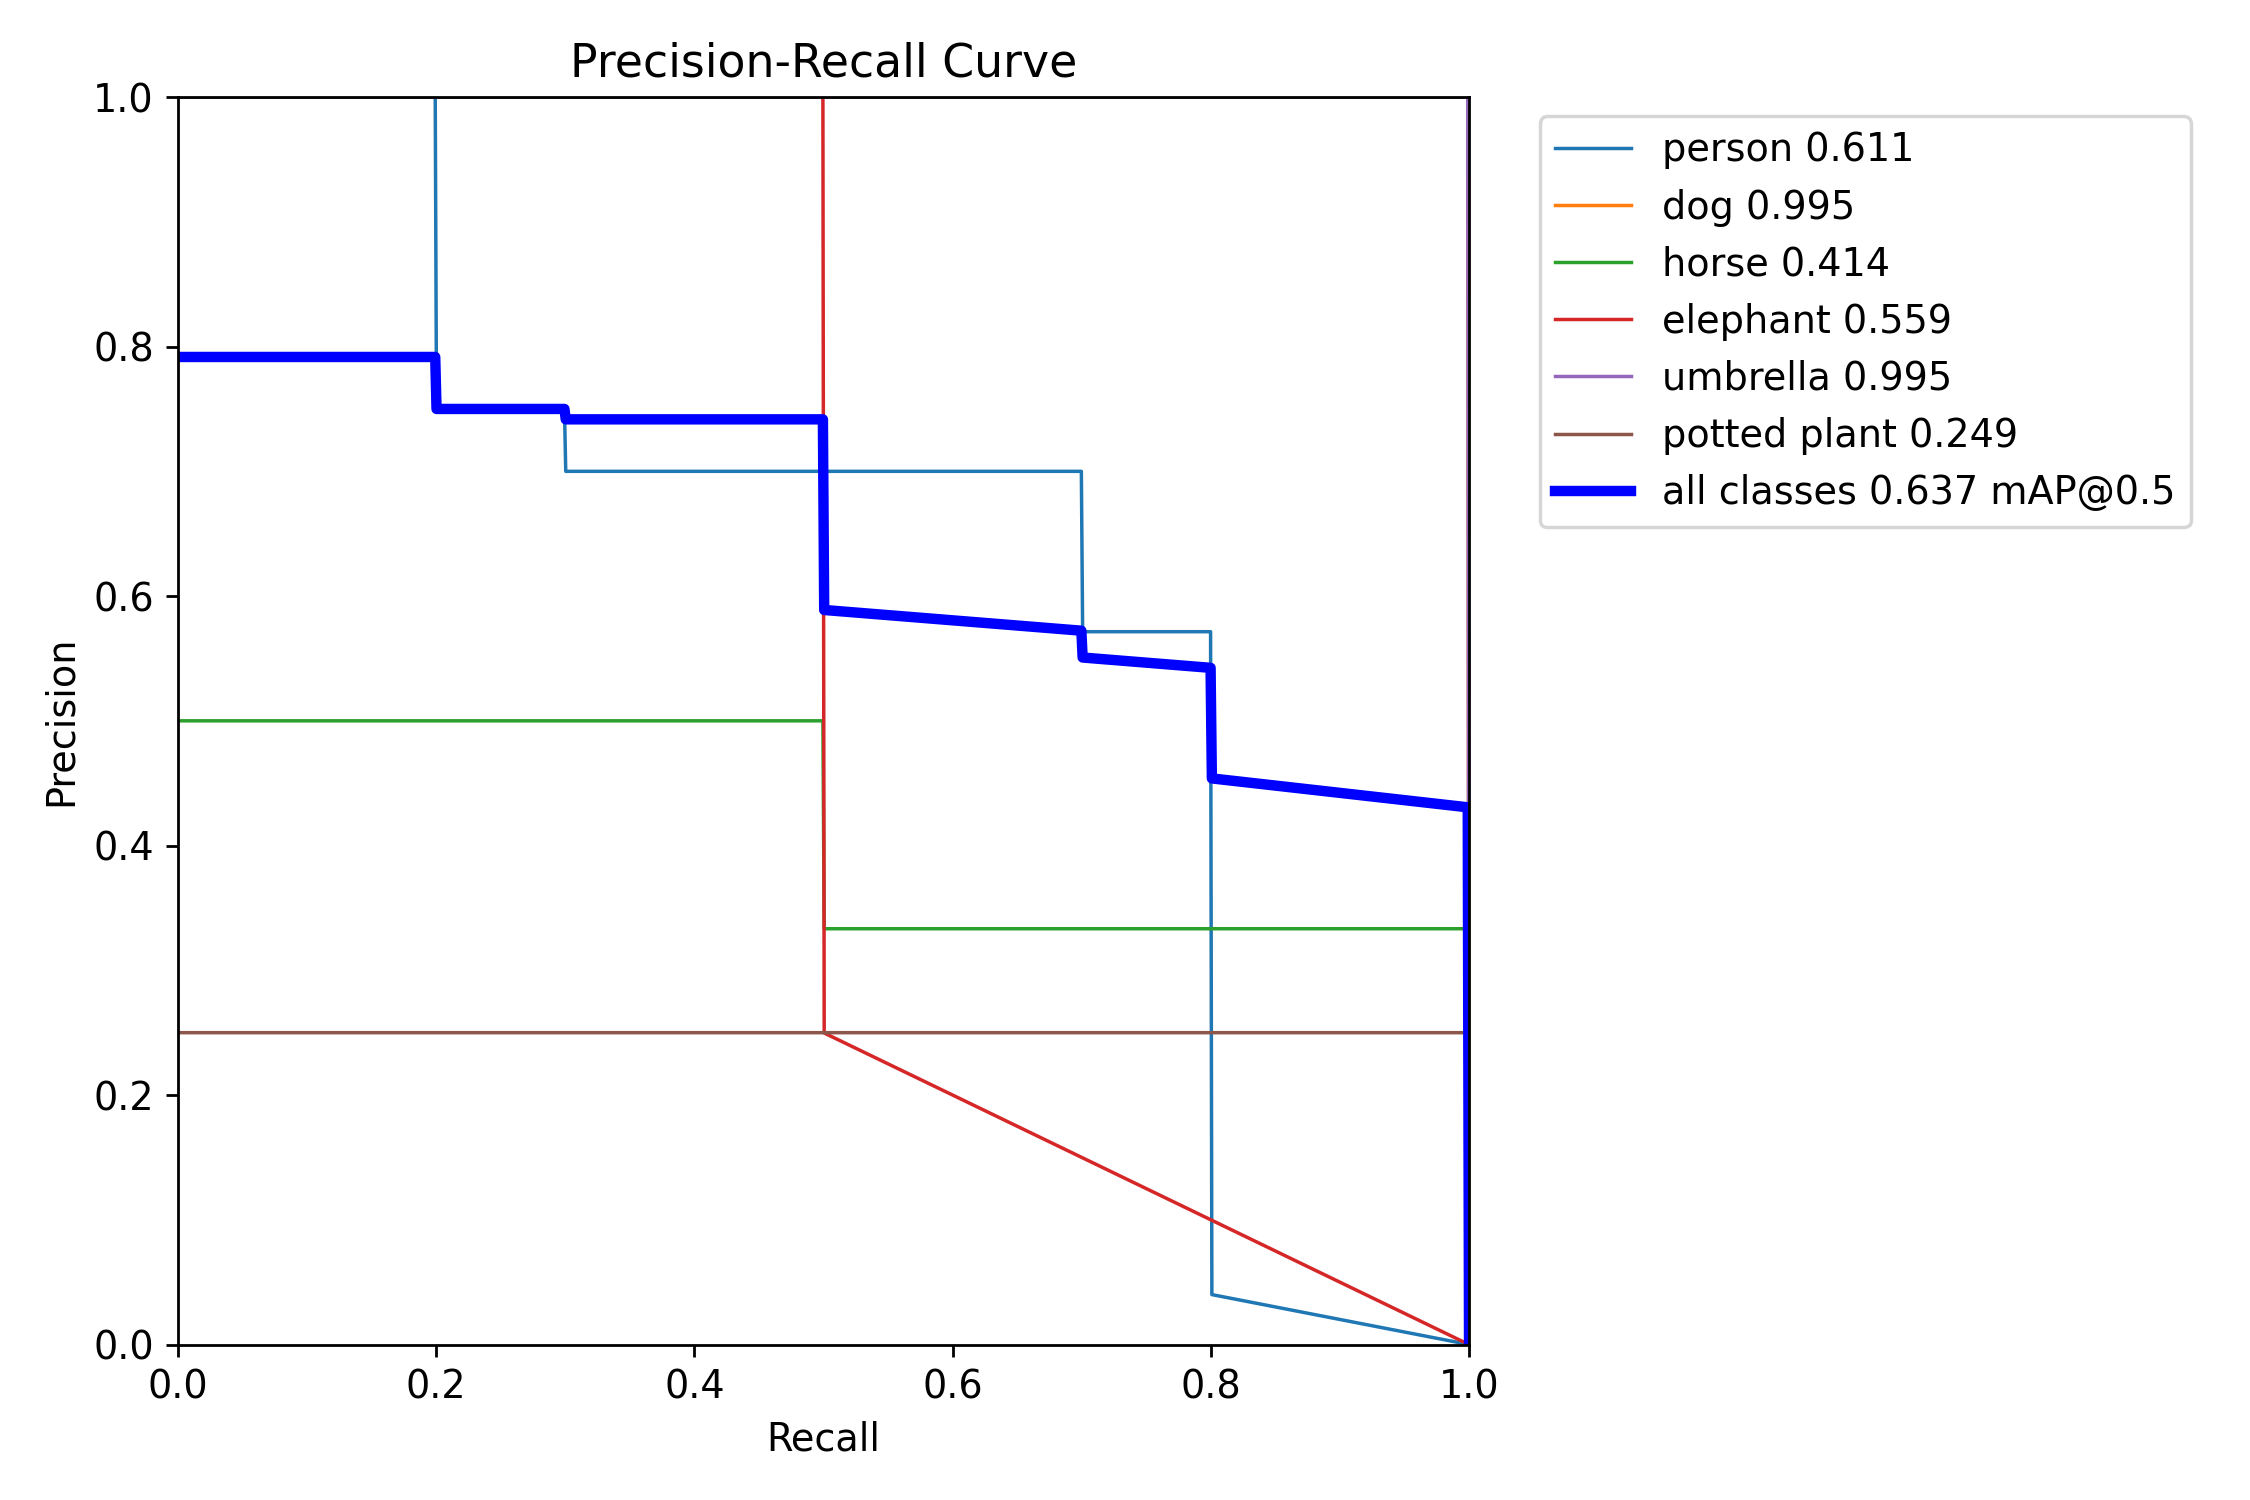 Precision-Recall Curve
1.0
0.8
0.6
0.4
0.2
0.0
Precision
0.0 0.2 0.4 0.6 0.8 1.0
Recall
person 0.611
dog 0.995
horse 0.414
elephant 0.559
umbrella 0.995
potted plant 0.249
all classes 0.637 mAP@0.5